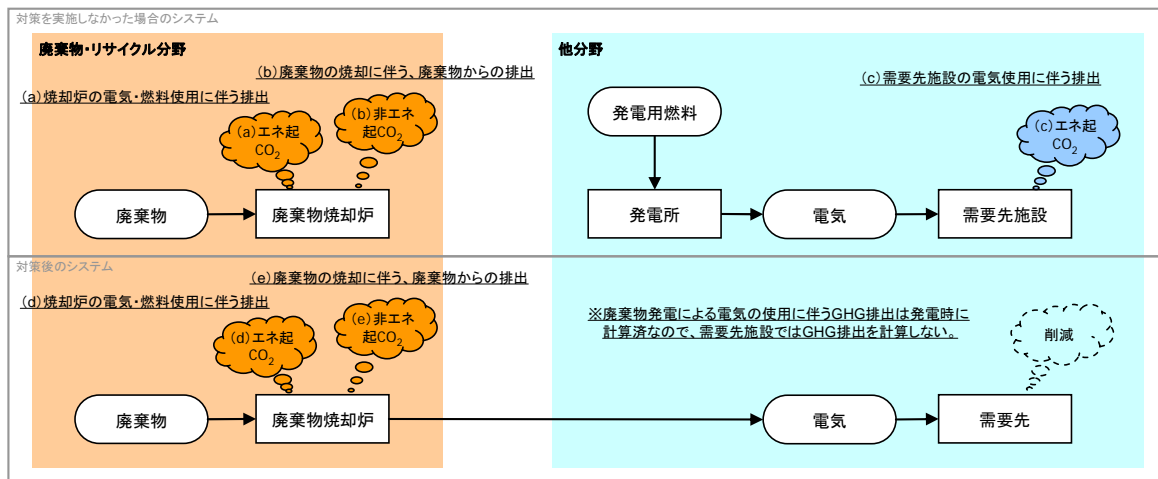 対策を実施しなかった場合のシステム
廃棄物・リサイクル分野
他分野
(b)廃棄物の焼却に伴う、廃棄物からの排出
(c)需要先施設の電気使用に伴う排出
(a)焼却炉の電気・燃料使用に伴う排出
(a)エネ起
CO2
(b)非エネ
起CO2
発電用燃料
(c)エネ起
CO2
廃棄物
廃棄物焼却炉
発電所
電気
需要先施設
対策後のシステム
(e)廃棄物の焼却に伴う、廃棄物からの排出
(d)焼却炉の電気・燃料使用に伴う排出
(d)エネ起
CO2
(e)非エネ
起CO2
※廃棄物発電による電気の使用に伴うGHG排出は発電時に
計算済なので、需要先施設ではGHG排出を計算しない。
削減
廃棄物
廃棄物焼却炉
電気
需要先